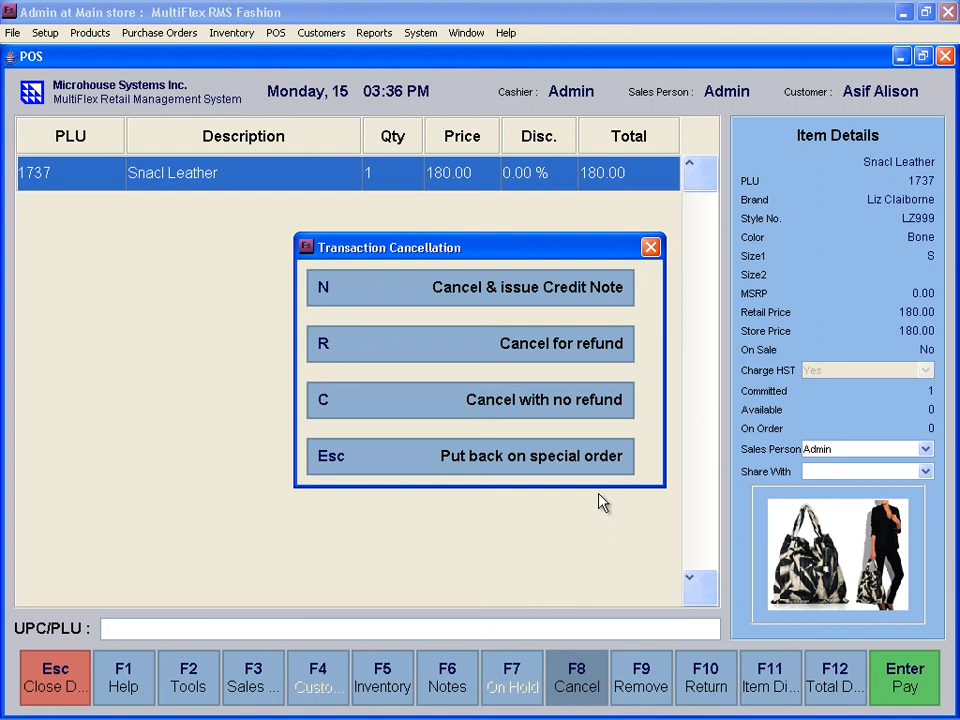 Admin at Main store :   MultiFlex RMS Fashion
File Setup Products Purchase Orders Inventory POS Customers Reports System Window Help
POS
Microhouse Systems Inc.
MultiFlex Retail Management System
Monday, 15 03:36 PM
Cashier : Admin
Sales Person : Admin
Customer : Asif Alison
PLU Description Qty Price Disc. Total
1737 Snacl Leather 1 180.00 0.00 % 180.00
Transaction Cancellation
N Cancel & issue Credit Note
R Cancel for refund
C Cancel with no refund
Esc Put back on special order
Item Details
Snacl Leather
PLU 1737
Brand Liz Claiborne
Style No. LZ999
Color Bone
Size1 S
Size2
MSRP 0.00
Retail Price 180.00
Store Price 180.00
On Sale No
Charge HST Yes
Committed 1
Available 0
On Order 0
Sales Person Admin
Share With
UPC/PLU :
Esc F1 F2 F3 F4 F5 F6 F7 F8 F9 F10 F11 F12 Enter
Close D... Help Tools Sales ... Custo... Inventory Notes On Hold Cancel Remove Return Item Di... Total D... Pay